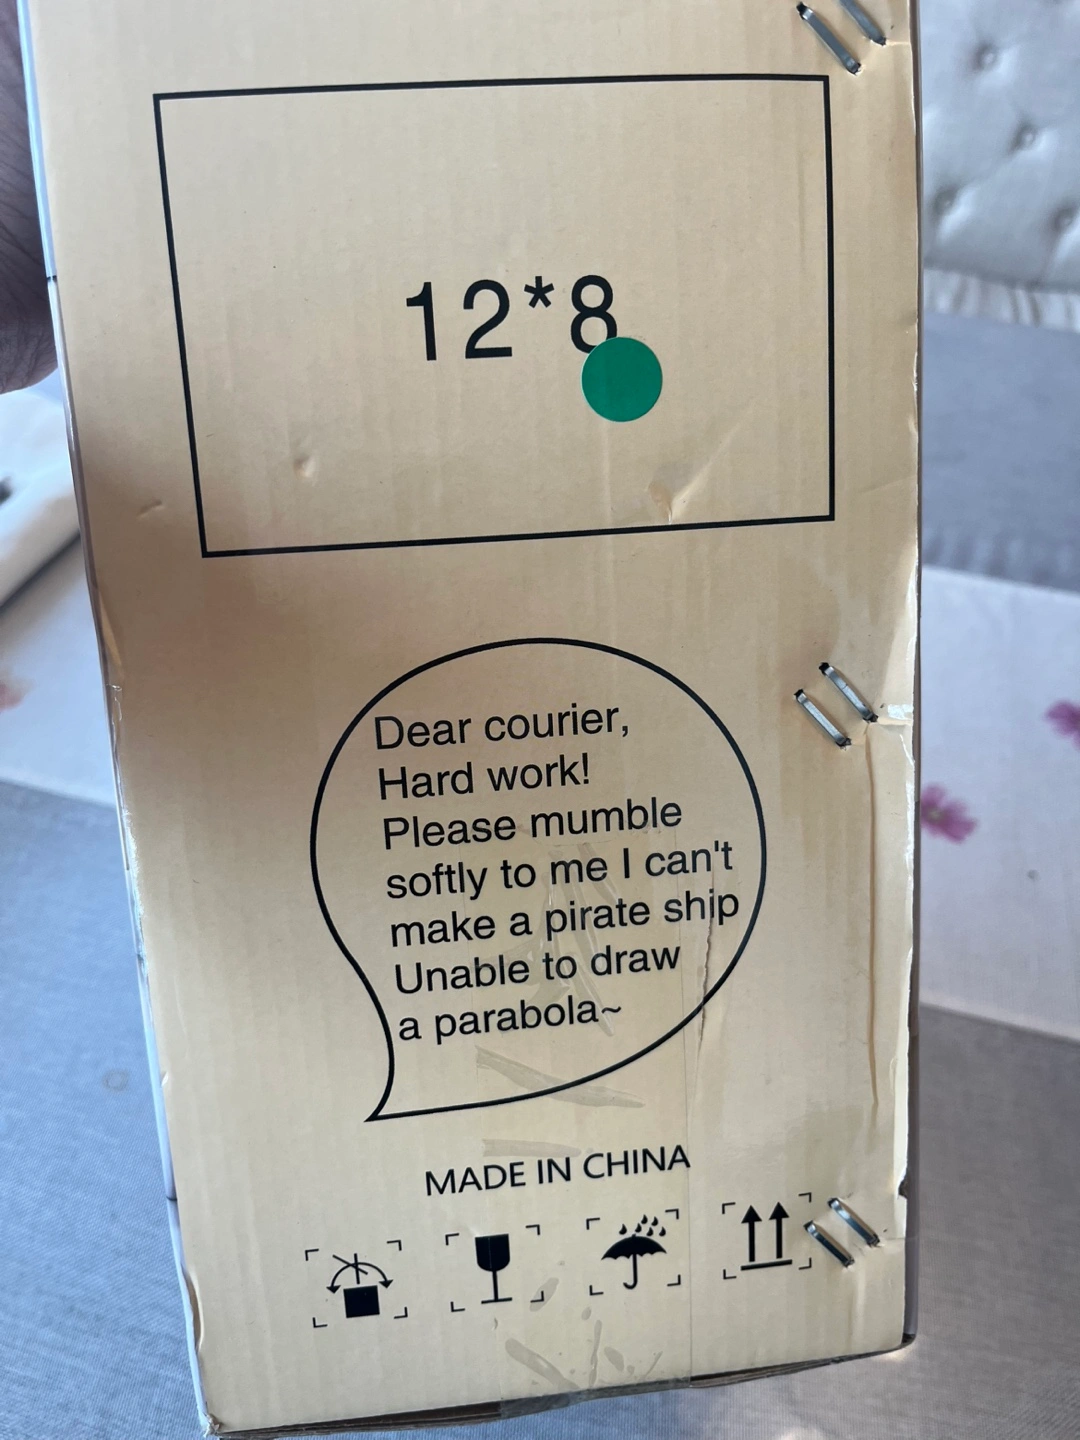 12*8
Dear courier,
Hard work!
Please mumble
softly to me I can't
make a pirate ship
Unable to draw
a parabola~
MADE IN CHINA